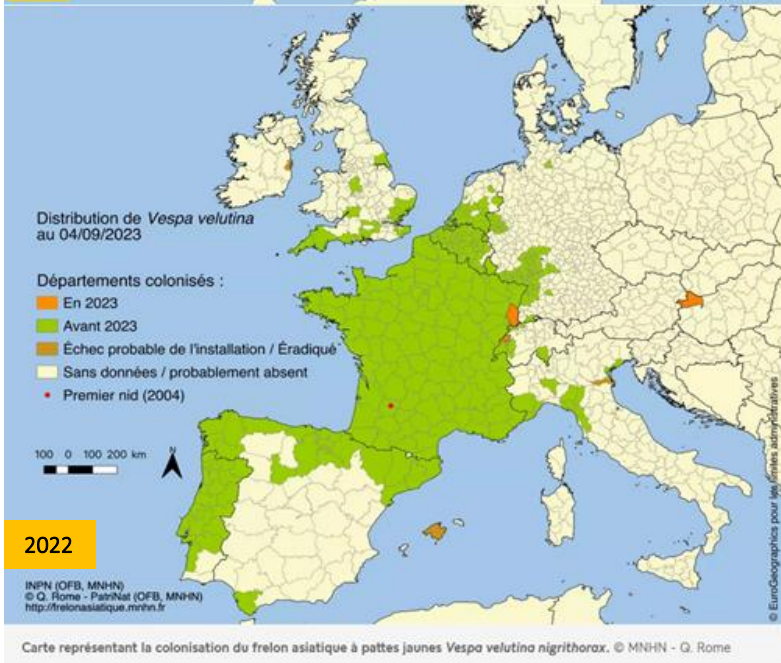 Distribution de Vespa velutina
au 04/09/2023
Départements colonisés :
En 2023
Avant 2023
Échec probable de l'installation / Éradiqué
Sans données / probablement absent
Premier nid (2004)
100 0 100 200 km
N
2022
INPN (OFB, MNHN)
© Q. Rome - PatriNat (OFB, MNHN)
http://frelonasiatique.mnhn.fr
© EuroGeographics pour les limites administratives
Carte représentant la colonisation du frelon asiatique à pattes jaunes Vespa velutina nigrithorax. © MNHN - Q. Rome